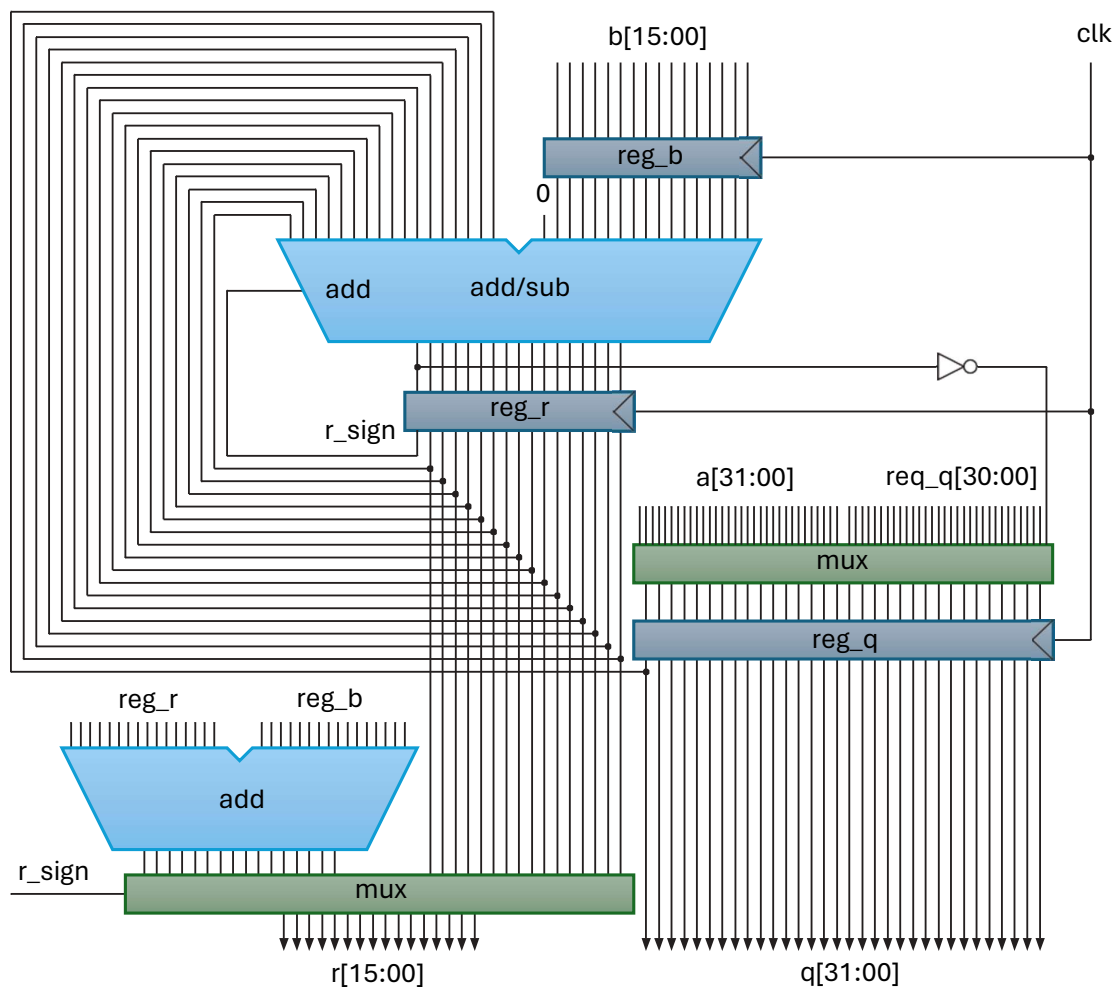 b[15:00]
clk
reg_b
0
add
add/sub
reg_r
r_sign
a[31:00]
req_q[30:00]
mux
reg_q
reg_r
reg_b
add
r_sign
mux
r[15:00]
q[31:00]